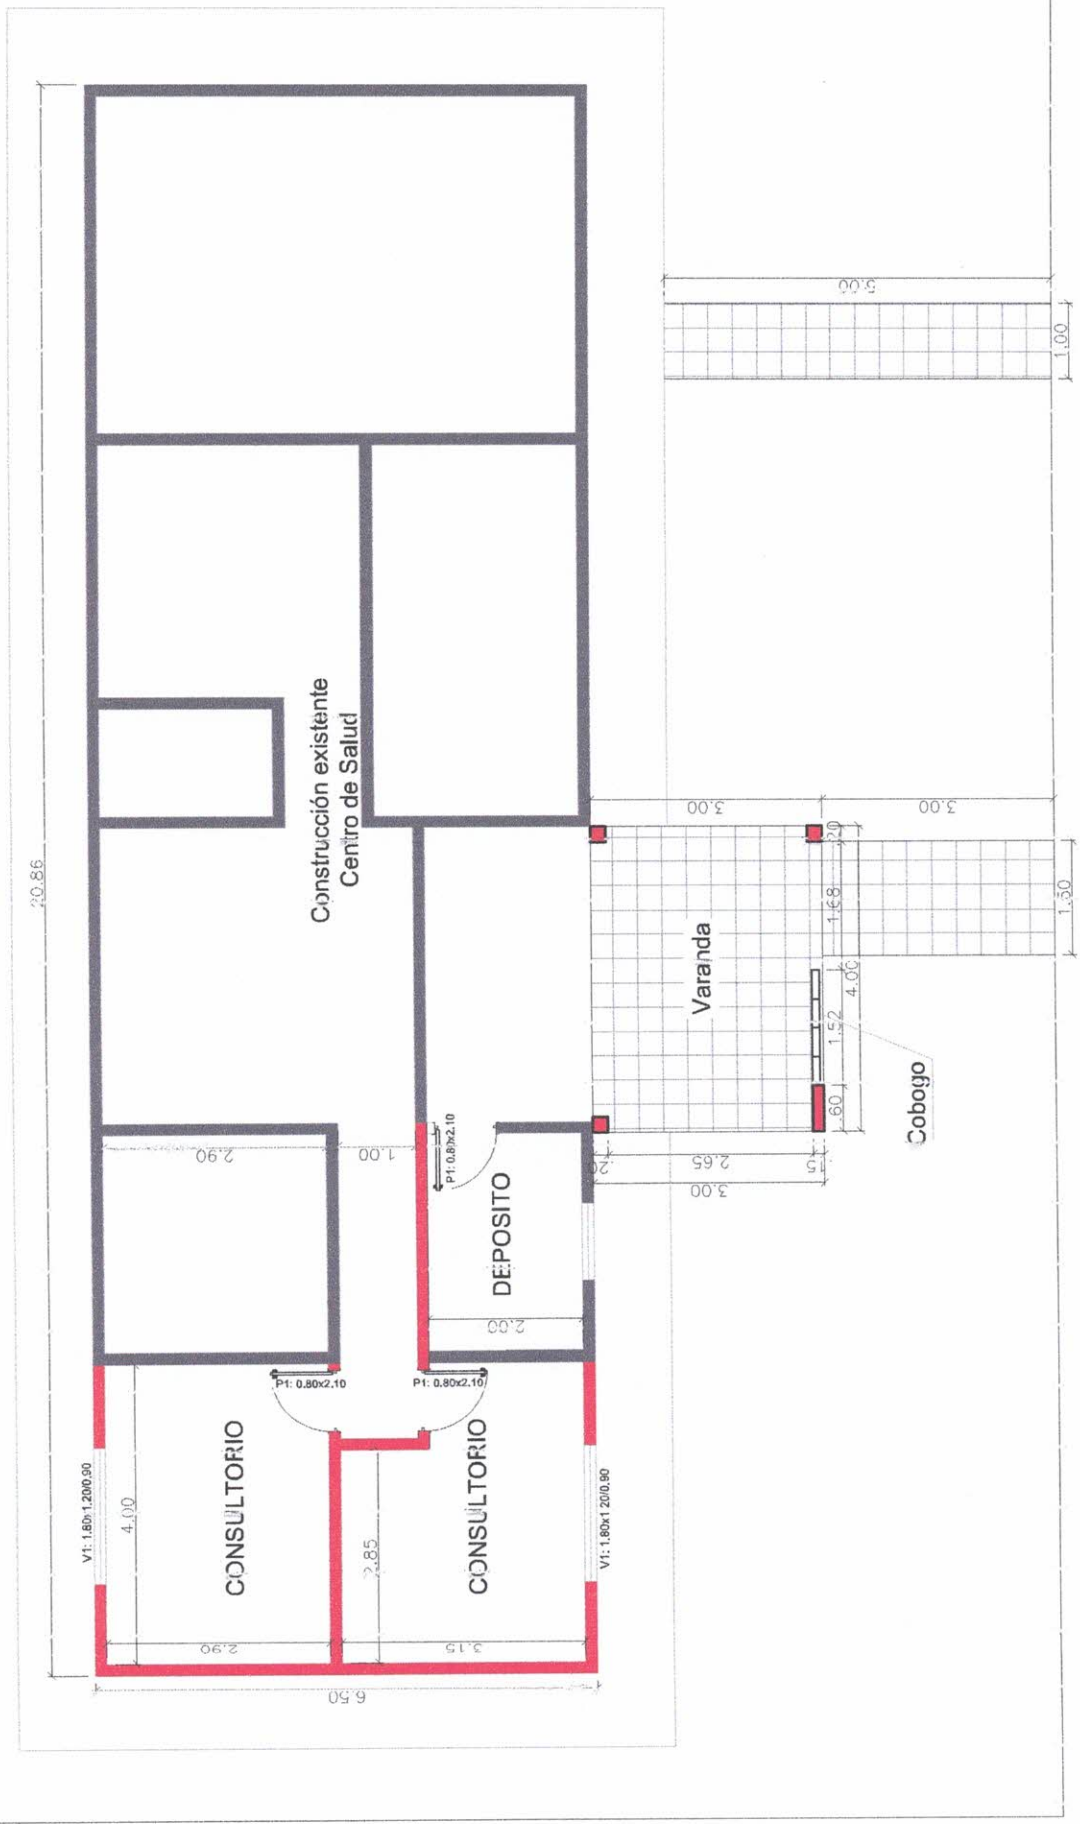 20.86
Construcción existente
Centro de Salud
5.00
1.00
2.90
1.00
P1: 0.80x2.10
DEPOSITO
2.00
Varanda
3.00
3.00
.20
1.68
4.00
1.52
.60
1.50
Cobogo
.20
2.65
.15
3.00
P1: 0.80x2.10
P1: 0.80x2.10
V1: 1.80x1.20/0.90
4.00
CONSULTORIO
2.90
2.85
CONSULTORIO
3.15
V1: 1.80x1.20/0.90
6.50